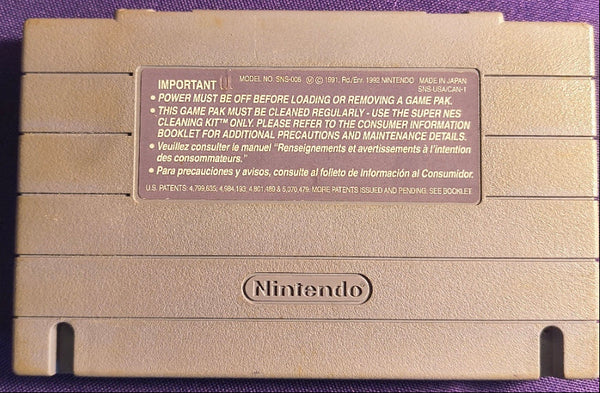 IMPORTANT MODEL NO. SNS-006 Ⓜ © 1991, Rd./Enr. 1992 NINTENDO MADE IN JAPAN
SNS-USA/CAN-1
• POWER MUST BE OFF BEFORE LOADING OR REMOVING A GAME PAK.
• THIS GAME PAK MUST BE CLEANED REGULARLY - USE THE SUPER NES
CLEANING KIT™ ONLY. PLEASE REFER TO THE CONSUMER INFORMATION
BOOKLET FOR ADDITIONAL PRECAUTIONS AND MAINTENANCE DETAILS.
• Veuillez consulter le manuel "Renseignements et avertissements à l'intention
des consommateurs."
• Para precauciones y avisos, consulte al folleto de Información al Consumidor.
U.S. PATENTS: 4,799,635; 4,984,193; 4,801,489 & 5,070,479; MORE PATENTS ISSUED AND PENDING. SEE BOOKLET
Nintendo